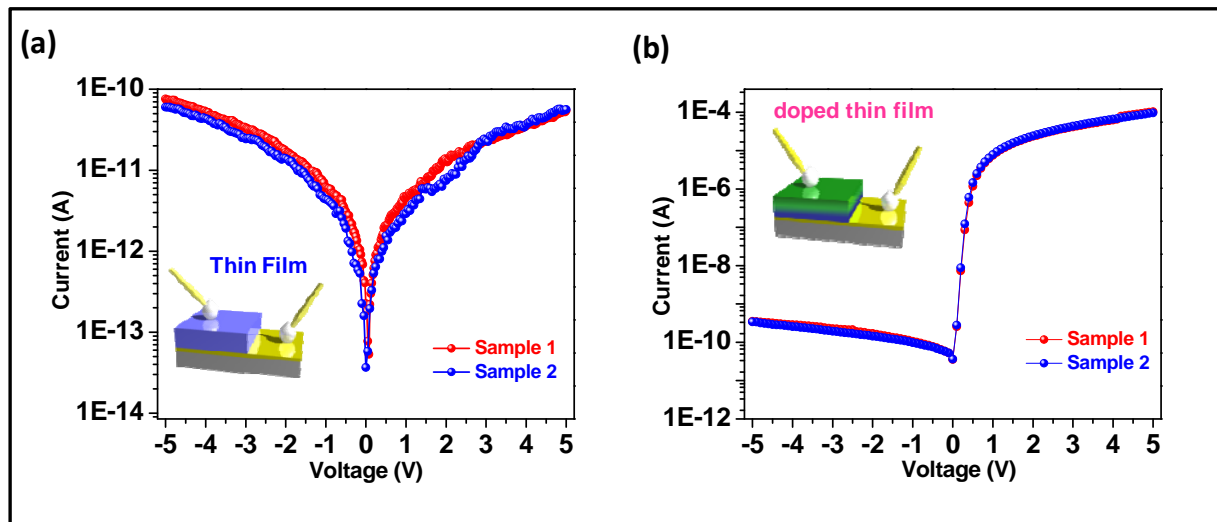 (a)
1E-10
1E-11
1E-12
1E-13
1E-14
Current (A)
Thin Film
Sample 1
Sample 2
-5 -4 -3 -2 -1 0 1 2 3 4 5
Voltage (V)
(b)
1E-4
1E-6
1E-8
1E-10
1E-12
Current (A)
doped thin film
Sample 1
Sample 2
-5 -4 -3 -2 -1 0 1 2 3 4 5
Voltage (V)